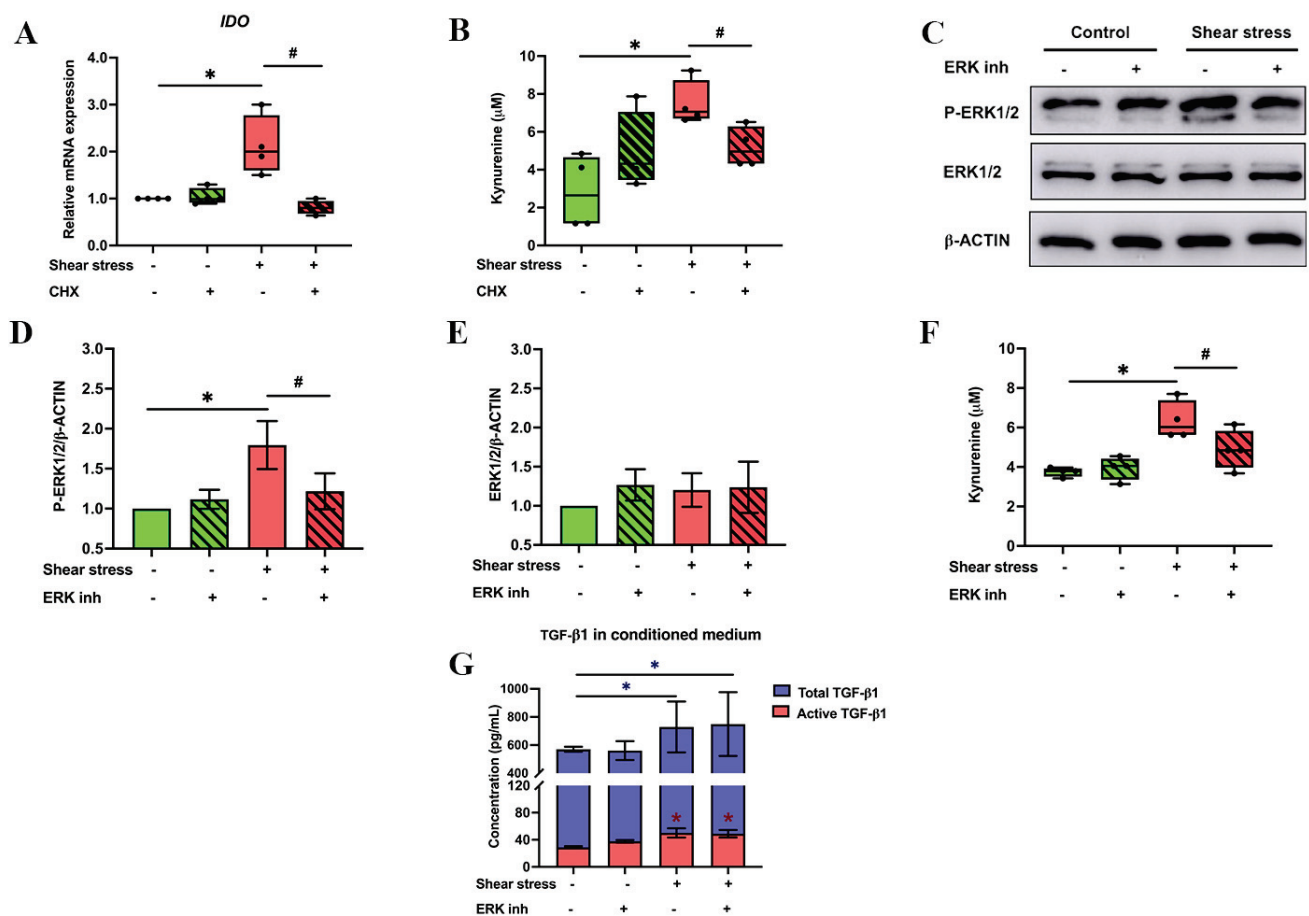 A
IDO
Relative mRNA expression
4.0
3.0
2.0
1.0
0.0
*
#
Shear stress - - + +
CHX - + - +
B
Kynurenine (μM)
10
8
6
4
2
0
*
#
Shear stress - - + +
CHX - + - +
C
Control Shear stress
ERK inh - + - +
P-ERK1/2
ERK1/2
β-ACTIN
D
P-ERK1/2/β-ACTIN
3.0
2.5
2.0
1.5
1.0
0.5
*
#
Shear stress - - + +
ERK inh - + - +
E
ERK1/2/β-ACTIN
3.0
2.5
2.0
1.5
1.0
0.5
Shear stress - - + +
ERK inh - + - +
F
Kynurenine (μM)
10
8
6
4
2
0
*
#
Shear stress - - + +
ERK inh - + - +
G
TGF-β1 in conditioned medium
Concentration (pg/mL)
1000
800
600
400
120
80
40
0
*
*
* *
Total TGF-β1
Active TGF-β1
Shear stress - - + +
ERK inh - + - +